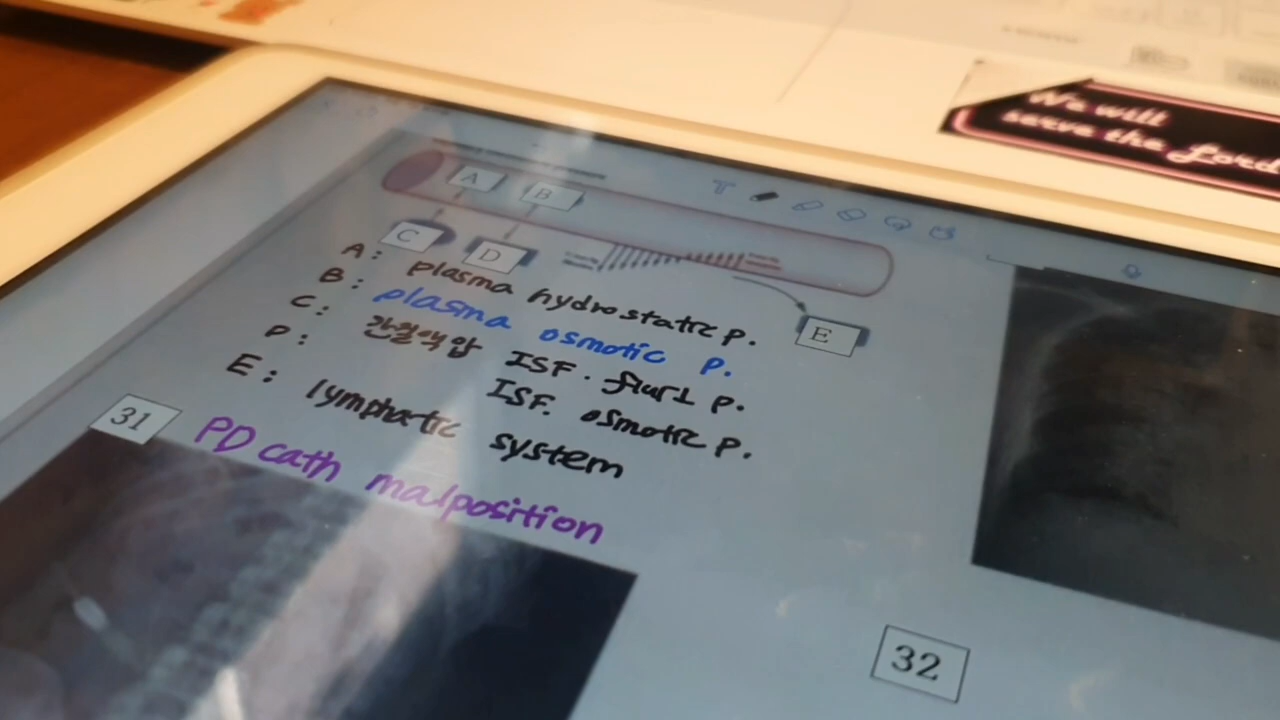 We will
serve the Lord
A
B
C
D
E
A: plasma hydrostatic p.
B: plasma osmotic p.
C: 간질액압 ISF. fluid p.
D: ISF. osmotic p.
E: lymphatic system
31
PD cath malposition
32